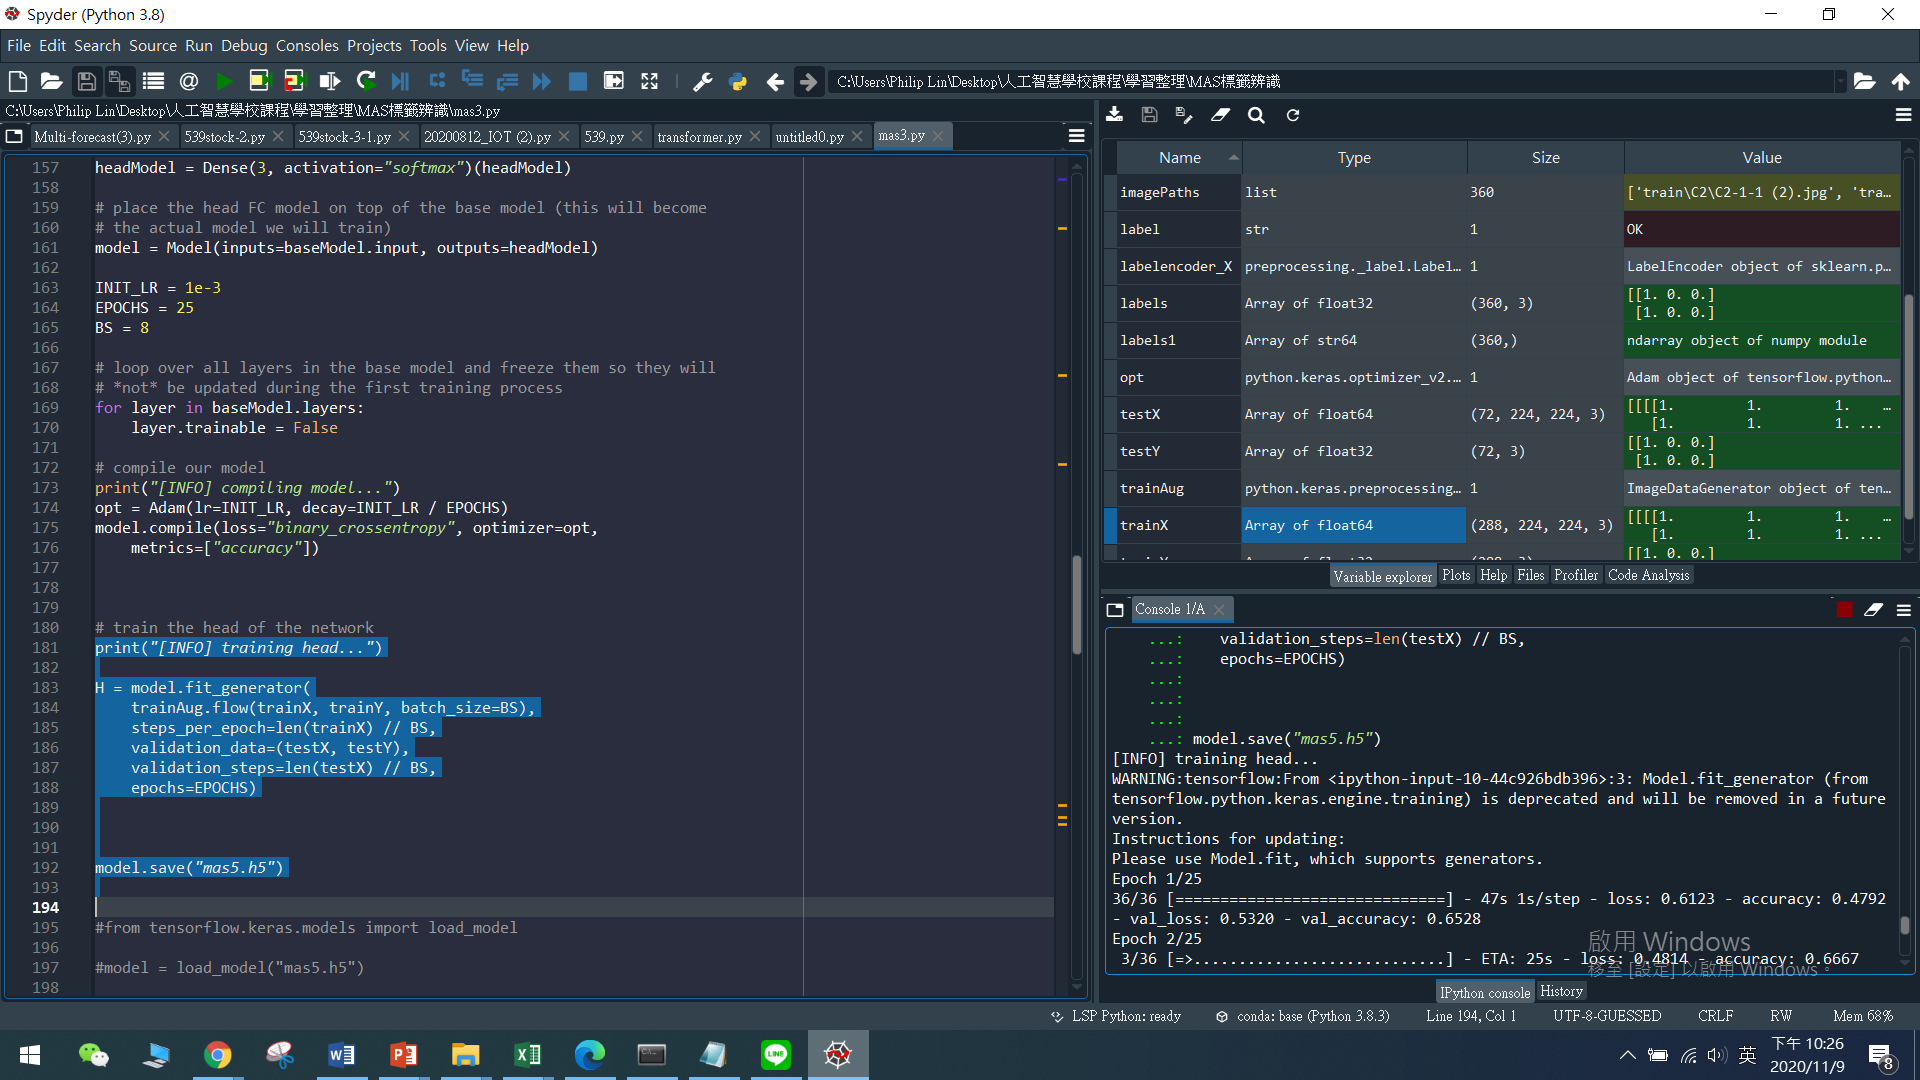 Spyder (Python 3.8)
File Edit Search Source Run Debug Consoles Projects Tools View Help
C:\Users\Philip Lin\Desktop\人工智慧學校課程\學習整理\MAS標籤辨識
C:\Users\Philip Lin\Desktop\人工智慧學校課程\學習整理\MAS標籤辨識\mas3.py
Multi-forecast(3).py 539stock-2.py 539stock-3-1.py 20200812_IOT (2).py 539.py transformer.py untitled0.py mas3.py
157 headModel = Dense(3, activation="softmax")(headModel)
158
159 # place the head FC model on top of the base model (this will become
160 # the actual model we will train)
161 model = Model(inputs=baseModel.input, outputs=headModel)
162
163 INIT_LR = 1e-3
164 EPOCHS = 25
165 BS = 8
166
167 # loop over all layers in the base model and freeze them so they will
168 # *not* be updated during the first training process
169 for layer in baseModel.layers:
170 layer.trainable = False
171
172 # compile our model
173 print("[INFO] compiling model...")
174 opt = Adam(lr=INIT_LR, decay=INIT_LR / EPOCHS)
175 model.compile(loss="binary_crossentropy", optimizer=opt,
176 metrics=["accuracy"])
177
178
179
180 # train the head of the network
181 print("[INFO] training head...")
182
183 H = model.fit_generator(
184 trainAug.flow(trainX, trainY, batch_size=BS),
185 steps_per_epoch=len(trainX) // BS,
186 validation_data=(testX, testY),
187 validation_steps=len(testX) // BS,
188 epochs=EPOCHS)
189
190
191
192 model.save("mas5.h5")
193
194
195 #from tensorflow.keras.models import load_model
196
197 #model = load_model("mas5.h5")
198
Name Type Size Value
imagePaths list 360 ['train\C2\C2-1-1 (2).jpg', 'tra…
label str 1 OK
labelencoder_X preprocessing._label.Label… 1 LabelEncoder object of sklearn.p…
labels Array of float32 (360, 3) [[1. 0. 0.]
[1. 0. 0.]
labels1 Array of str64 (360,) ndarray object of numpy module
opt python.keras.optimizer_v2.… 1 Adam object of tensorflow.python…
testX Array of float64 (72, 224, 224, 3) [[[[1. 1. 1. …
[1. 1. 1. ...
testY Array of float32 (72, 3) [[1. 0. 0.]
[1. 0. 0.]
trainAug python.keras.preprocessing… 1 ImageDataGenerator object of ten…
trainX Array of float64 (288, 224, 224, 3) [[[[1. 1. 1. …
[1. 1. 1. ...
[[1. 0. 0.]
Variable explorer Plots Help Files Profiler Code Analysis
Console 1/A
...: validation_steps=len(testX) // BS,
...: epochs=EPOCHS)
...:
...:
...:
...: model.save("mas5.h5")
[INFO] training head...
WARNING:tensorflow:From <ipython-input-10-44c926bdb396>:3: Model.fit_generator (from
tensorflow.python.keras.engine.training) is deprecated and will be removed in a future
version.
Instructions for updating:
Please use Model.fit, which supports generators.
Epoch 1/25
36/36 [==============================] - 47s 1s/step - loss: 0.6123 - accuracy: 0.4792
- val_loss: 0.5320 - val_accuracy: 0.6528
Epoch 2/25
3/36 [=>............................] - ETA: 25s - loss: 0.4814 - accuracy: 0.6667
啟用 Windows
移至 [設定] 以啟用 Windows。
IPython console History
LSP Python: ready conda: base (Python 3.8.3) Line 194, Col 1 UTF-8-GUESSED CRLF RW Mem 68%
英 下午 10:26
2020/11/9 8